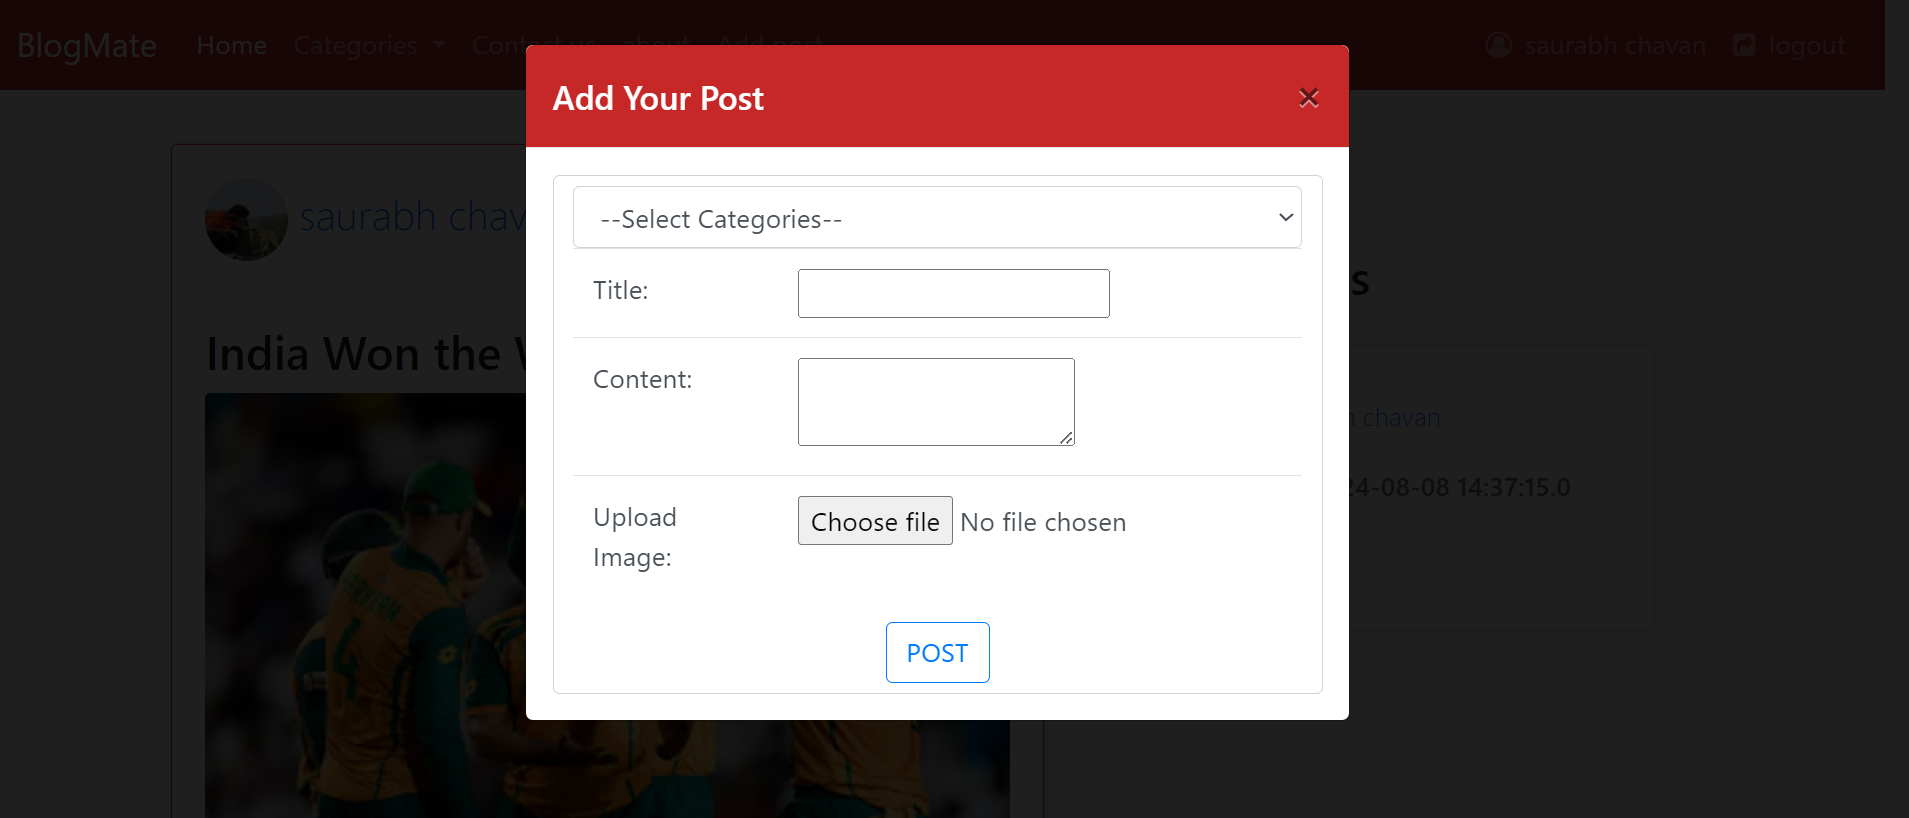 BlogMate Home Categories Contact us about Add post saurabh chavan logout
Add Your Post
saurabh chav
--Select Categories--
s
Title:
India Won the
Content:
chavan
24-08-08 14:37:15.0
Upload
Image:
Choose file No file chosen
POST